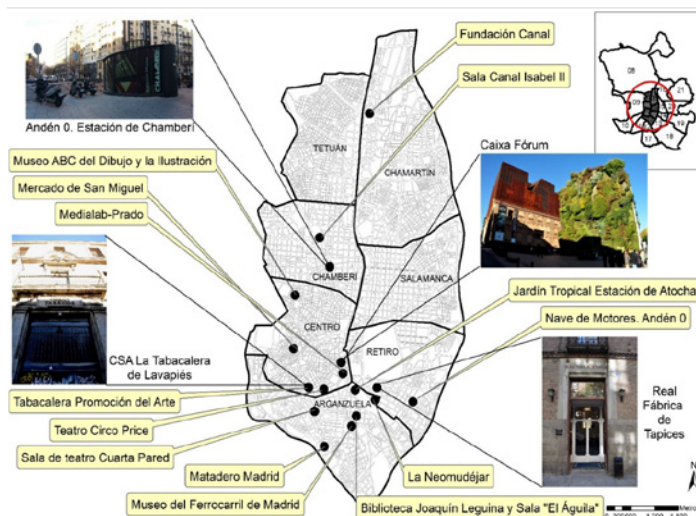 Fundación Canal
Sala Canal Isabel II
Andén 0. Estación de Chamberí
CHAMBERÍ
Museo ABC del Dibujo y la Ilustración
Mercado de San Miguel
Medialab-Prado
Caixa Fórum
TETUÁN
CHAMARTÍN
CHAMBERÍ
SALAMANCA
CENTRO
RETIRO
ARGANZUELA
08
21
09
19
18
17
Jardín Tropical Estación de Atocha
Nave de Motores. Andén 0
TABACOS
CSA La Tabacalera
de Lavapiés
Real
Fábrica
de
Tapices
Tabacalera Promoción del Arte
Teatro Circo Price
Sala de teatro Cuarta Pared
Matadero Madrid
Museo del Ferrocarril de Madrid
La Neomudéjar
Biblioteca Joaquín Leguina y Sala "El Águila"
N